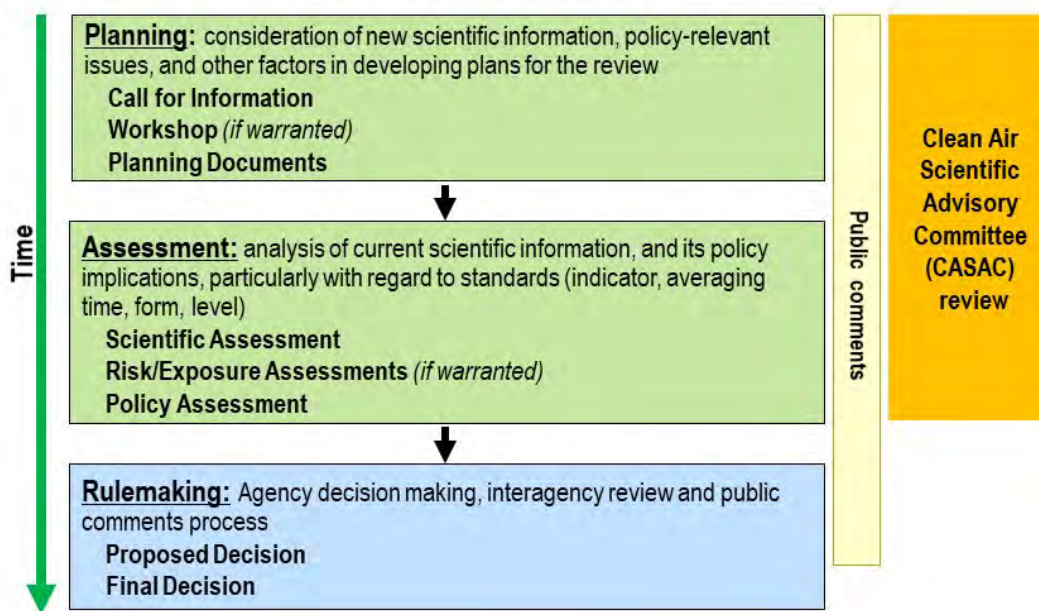 Time
Planning: consideration of new scientific information, policy-relevant
issues, and other factors in developing plans for the review
Call for Information
Workshop (if warranted)
Planning Documents
Assessment: analysis of current scientific information, and its policy
implications, particularly with regard to standards (indicator, averaging
time, form, level)
Scientific Assessment
Risk/Exposure Assessments (if warranted)
Policy Assessment
Rulemaking: Agency decision making, interagency review and public
comments process
Proposed Decision
Final Decision
Public comments
Clean Air
Scientific
Advisory
Committee
(CASAC)
review